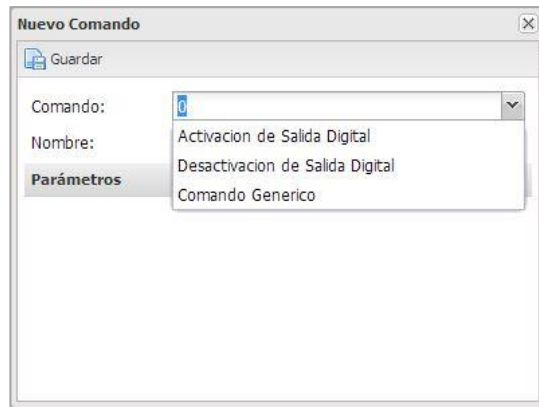 Nuevo Comando
Guardar
Comando: 0
Activacion de Salida Digital
Nombre:
Desactivacion de Salida Digital
Parámetros
Comando Generico